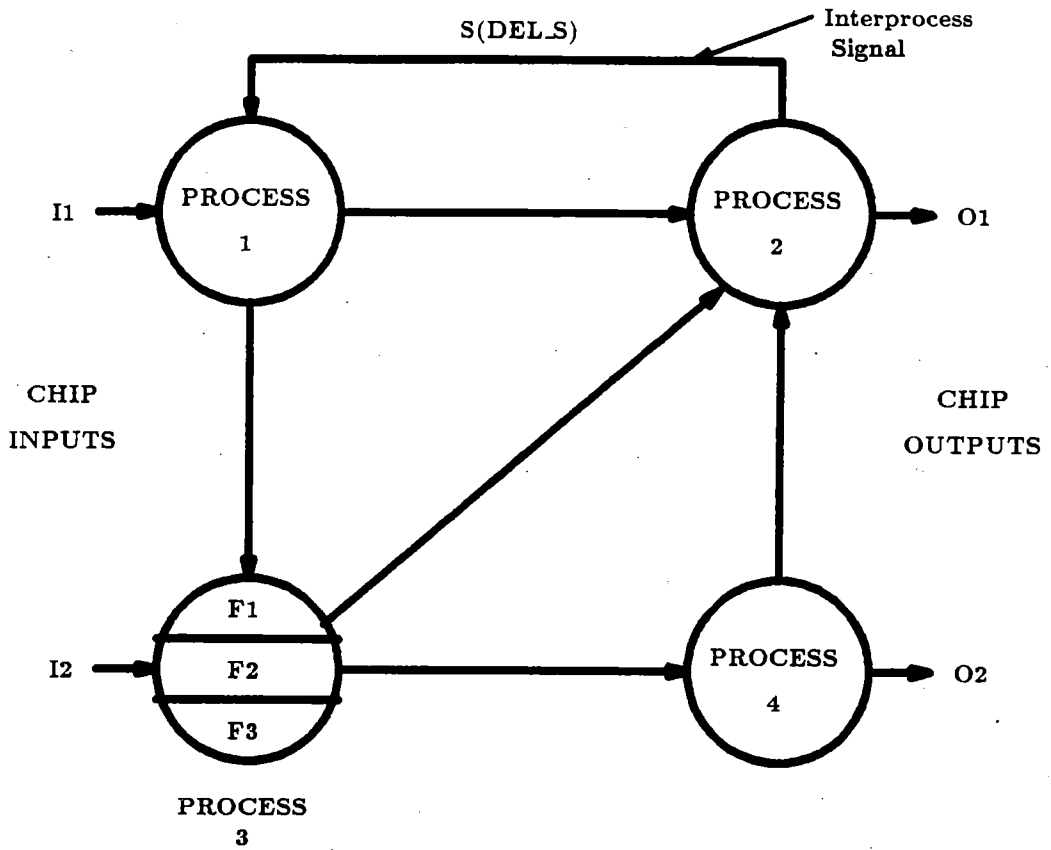 S(DEL_S)
Interprocess
Signal
PROCESS
1
PROCESS
2
I1
O1
CHIP
INPUTS
CHIP
OUTPUTS
F1
F2
F3
I2
PROCESS
4
O2
PROCESS
3